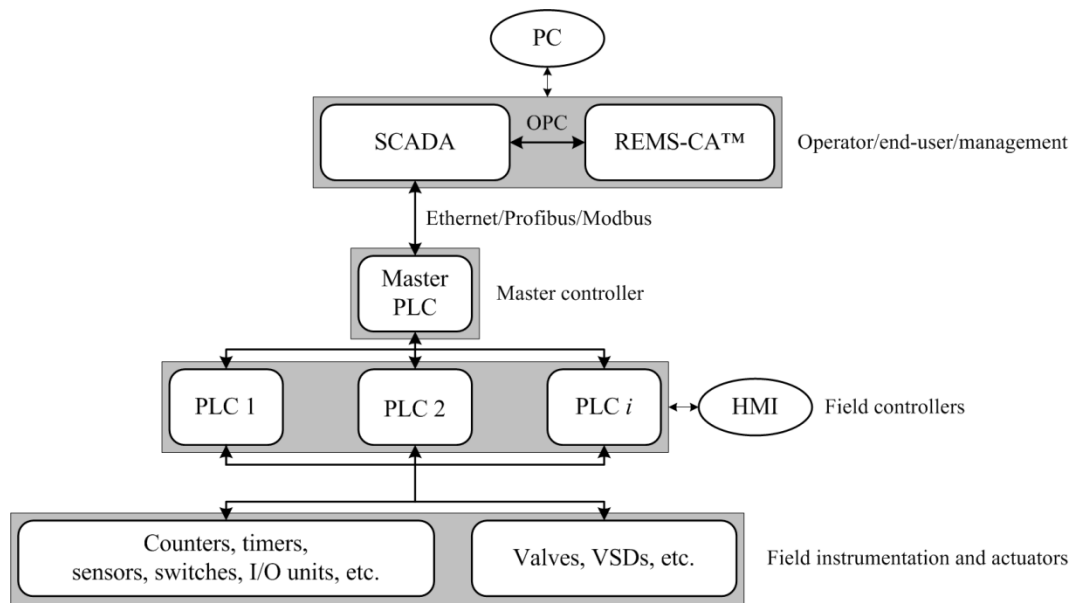 PC
SCADA
OPC
REMS-CA™
Operator/end-user/management
Ethernet/Profibus/Modbus
Master
PLC
Master controller
PLC 1
PLC 2
PLC i
HMI
Field controllers
Counters, timers,
sensors, switches, I/O units, etc.
Valves, VSDs, etc.
Field instrumentation and actuators